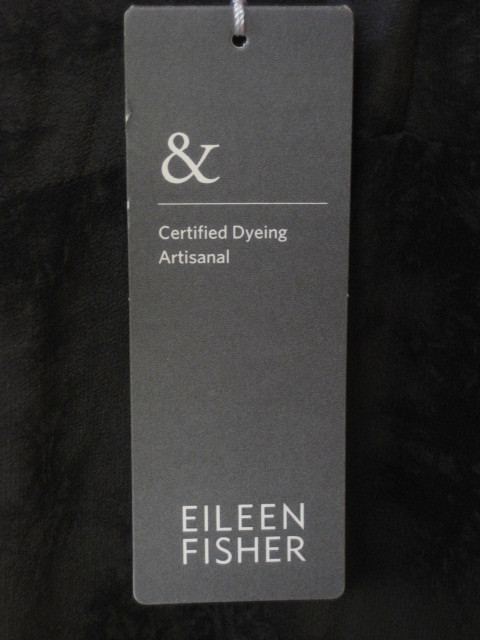 &
Certified Dyeing
Artisanal
EILEEN
FISHER